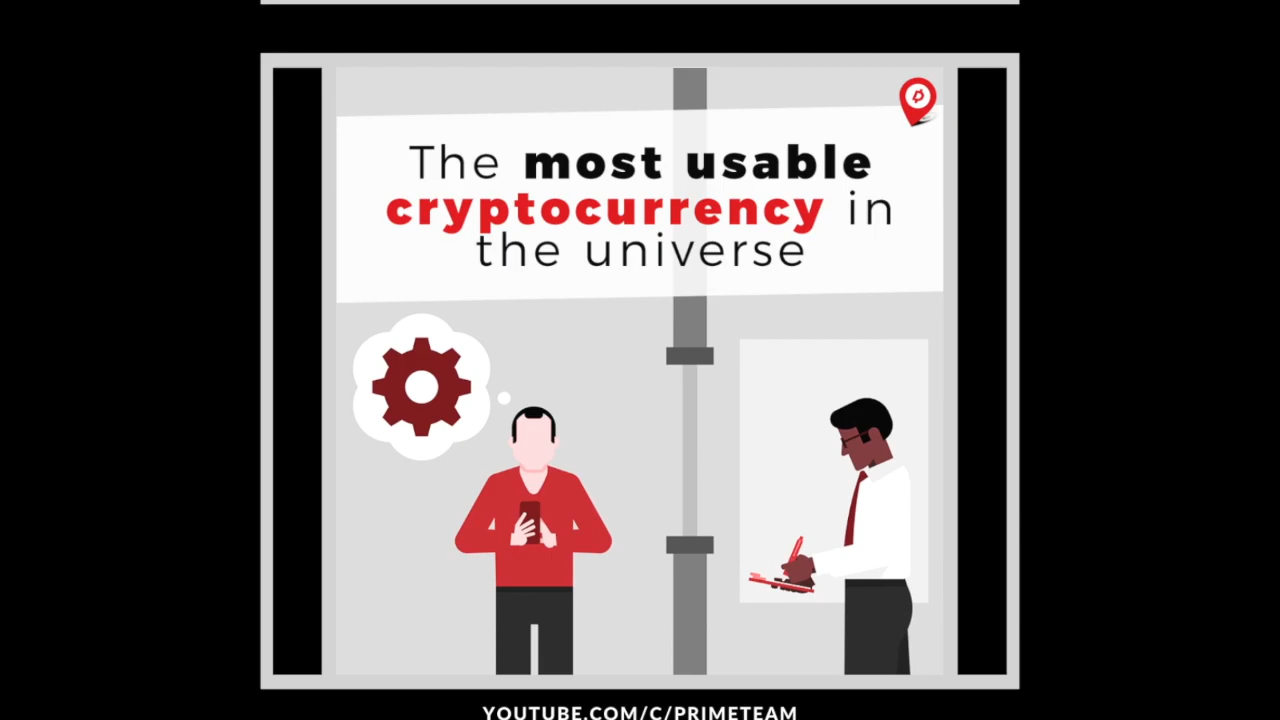 The most usable
cryptocurrency in
the universe
YOUTUBE.COM/C/PRIMETEAM